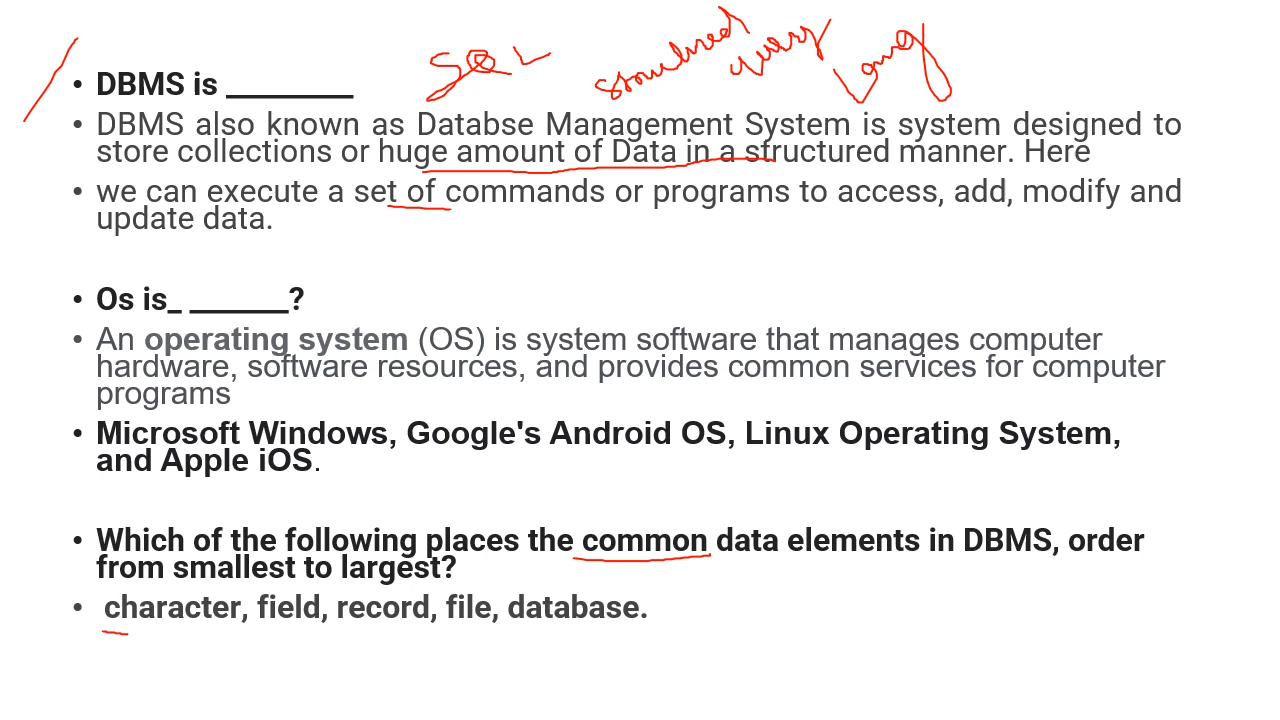 SQL structured query Lang
• DBMS is _________
• DBMS also known as Databse Management System is system designed to
store collections or huge amount of Data in a structured manner. Here
• we can execute a set of commands or programs to access, add, modify and
update data.
• Os is_ _______?
• An operating system (OS) is system software that manages computer
hardware, software resources, and provides common services for computer
programs
• Microsoft Windows, Google's Android OS, Linux Operating System,
and Apple iOS.
• Which of the following places the common data elements in DBMS, order
from smallest to largest?
• character, field, record, file, database.